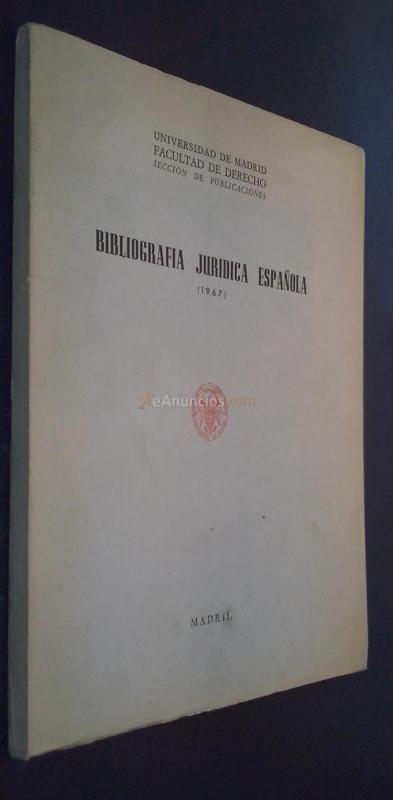 UNIVERSIDAD DE MADRID
FACULTAD DE DERECHO
SECCION DE PUBLICACIONES
BIBLIOGRAFIA JURIDICA ESPAÑOLA
(1967)
eAnuncios.com
MADRID